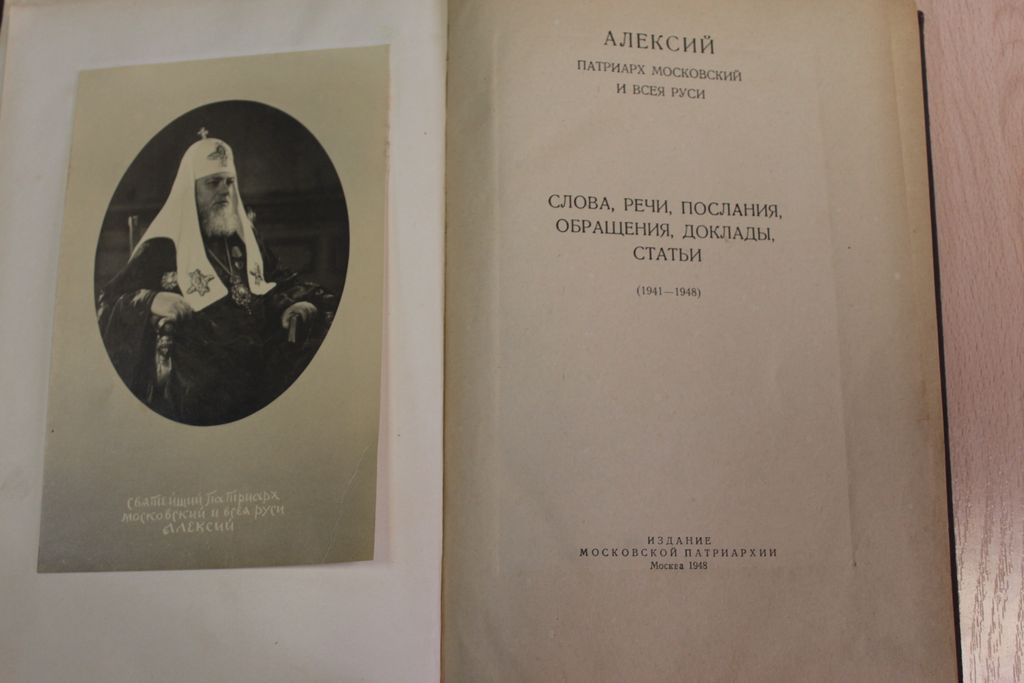 Святейший Патриарх
Московский и всея Руси
Алексий
АЛЕКСИЙ
ПАТРИАРХ МОСКОВСКИЙ
И ВСЕЯ РУСИ
СЛОВА, РЕЧИ, ПОСЛАНИЯ,
ОБРАЩЕНИЯ, ДОКЛАДЫ,
СТАТЬИ
(1941—1948)
ИЗДАНИЕ
МОСКОВСКОЙ ПАТРИАРХИИ
Москва 1948